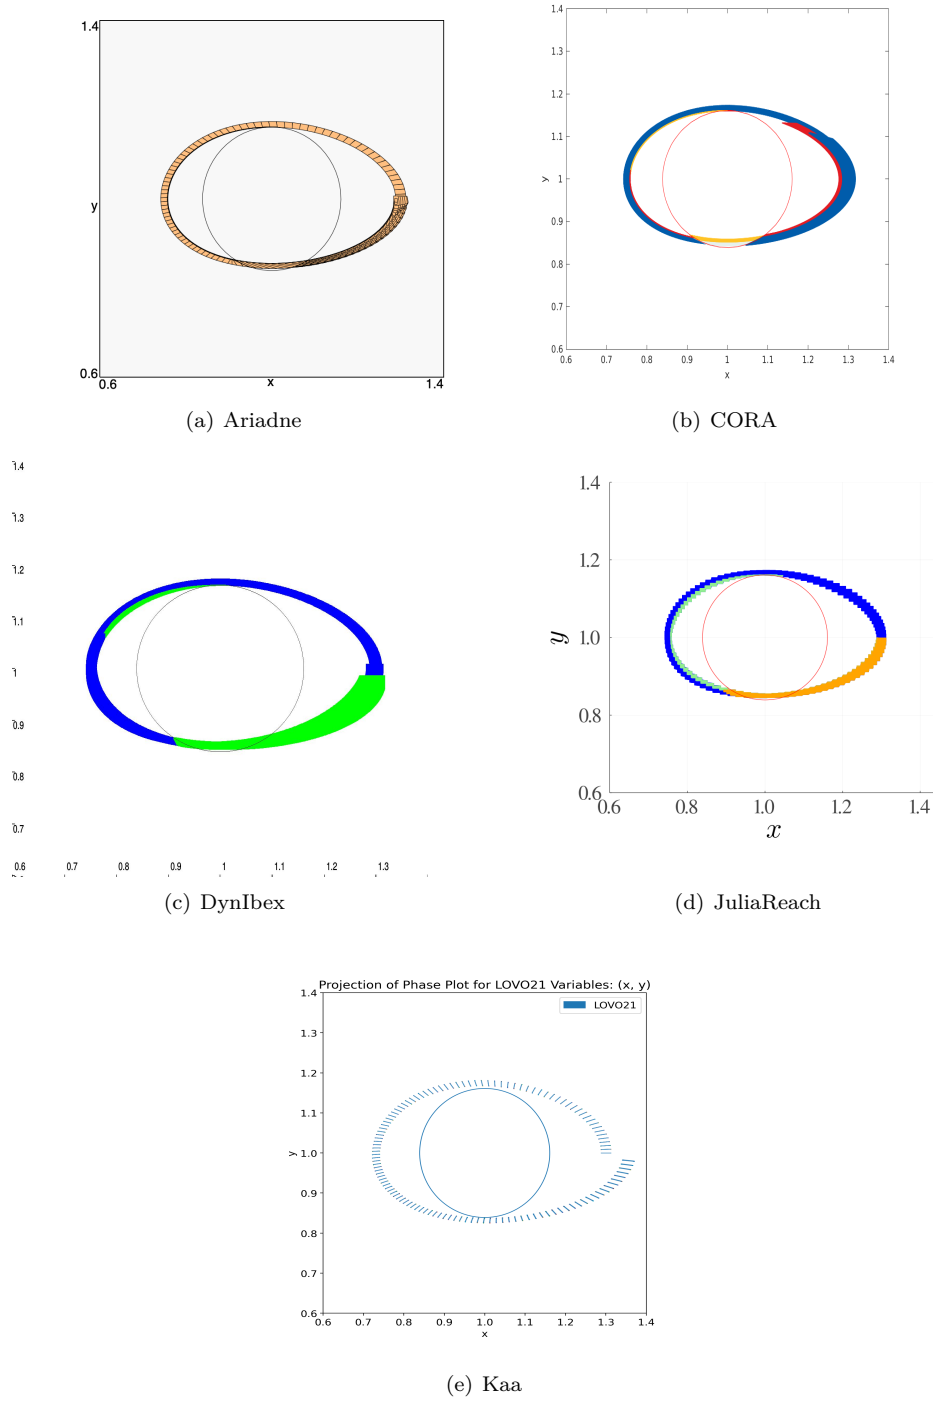 1.4
y
0.6
0.6
x
1.4
(a) Ariadne
1.4
1.3
1.2
1.1
y
1
0.9
0.8
0.7
0.6
0.6 0.7 0.8 0.9 1 1.1 1.2 1.3 1.4
x
(b) CORA
1.4
1.3
1.2
1.1
1
0.9
0.8
0.7
0.6 0.7 0.8 0.9 1 1.1 1.2 1.3
(c) DynIbex
1.4
1.2
y
1.0
0.8
0.6
0.6 0.8 1.0 1.2 1.4
x
(d) JuliaReach
Projection of Phase Plot for LOVO21 Variables: (x, y)
LOVO21
1.4
1.3
1.2
1.1
y
1.0
0.9
0.8
0.7
0.6
0.6 0.7 0.8 0.9 1.0 1.1 1.2 1.3 1.4
x
(e) Kaa